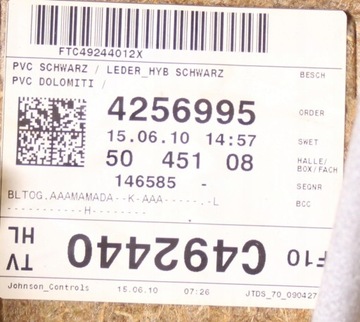 FTC49244012X
PVC SCHWARZ / LEDER_HYB SCHWARZ
PVC DOLOMITI /
BESCH
4256995
ORDER
15.06.10 14:57
SWET
50 451 08
HALLE/
BOX/FACH
146585 -
SEQNR
BLTOG.AAAMAMADA--K-AAA-------.L
BCC
-----------H--------
F10 C492440 TV
HL
Johnson_Controls 15.06.10 07:26 JTDS_70_090427